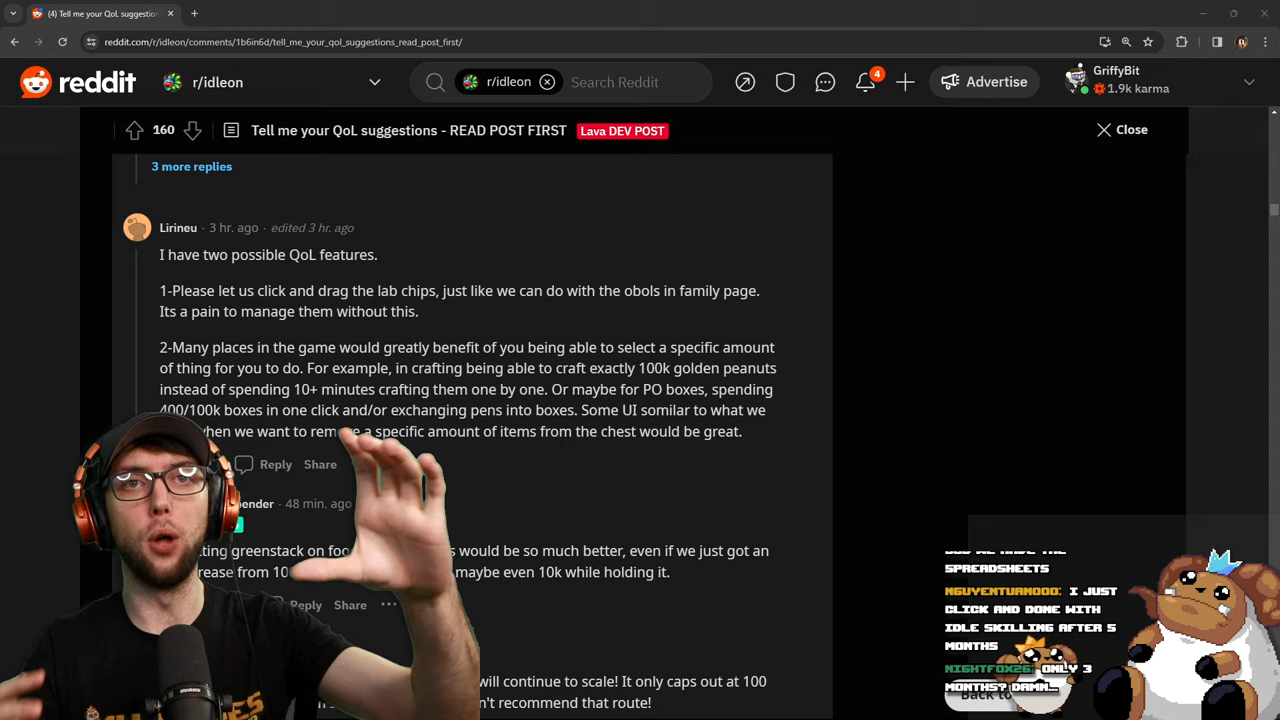 (4) Tell me your QoL suggestion
reddit.com/r/idleon/comments/1b6in6d/tell_me_your_qol_suggestions_read_post_first/
reddit
r/idleon
r/idleon
Search Reddit
4
Advertise
GriffyBit
1.9k karma
160
Tell me your QoL suggestions - READ POST FIRST
Lava DEV POST
Close
3 more replies
Lirineu · 3 hr. ago · edited 3 hr. ago
I have two possible QoL features.
1-Please let us click and drag the lab chips, just like we can do with the obols in family page.
Its a pain to manage them without this.
2-Many places in the game would greatly benefit of you being able to select a specific amount
of thing for you to do. For example, in crafting being able to craft exactly 100k golden peanuts
instead of spending 10+ minutes crafting them one by one. Or maybe for PO boxes, spending
400/100k boxes in one click and/or exchanging pens into boxes. Some UI somilar to what we
when we want to remove a specific amount of items from the chest would be great.
Reply
Share
48 min. ago
greenstack on
would be so much better, even if we just got an
maybe even 10k while holding it.
Reply
Share
will continue to scale! It only caps out at 100
recommend that route!
SPREADSHEETS
NGUYENTUAN000: I JUST
CLICK AND DONE WITH
IDLE SKILLING AFTER 5
MONTHS
NIGHTFOX26: ONLY 3
MONTHS? DAMN...
Back to